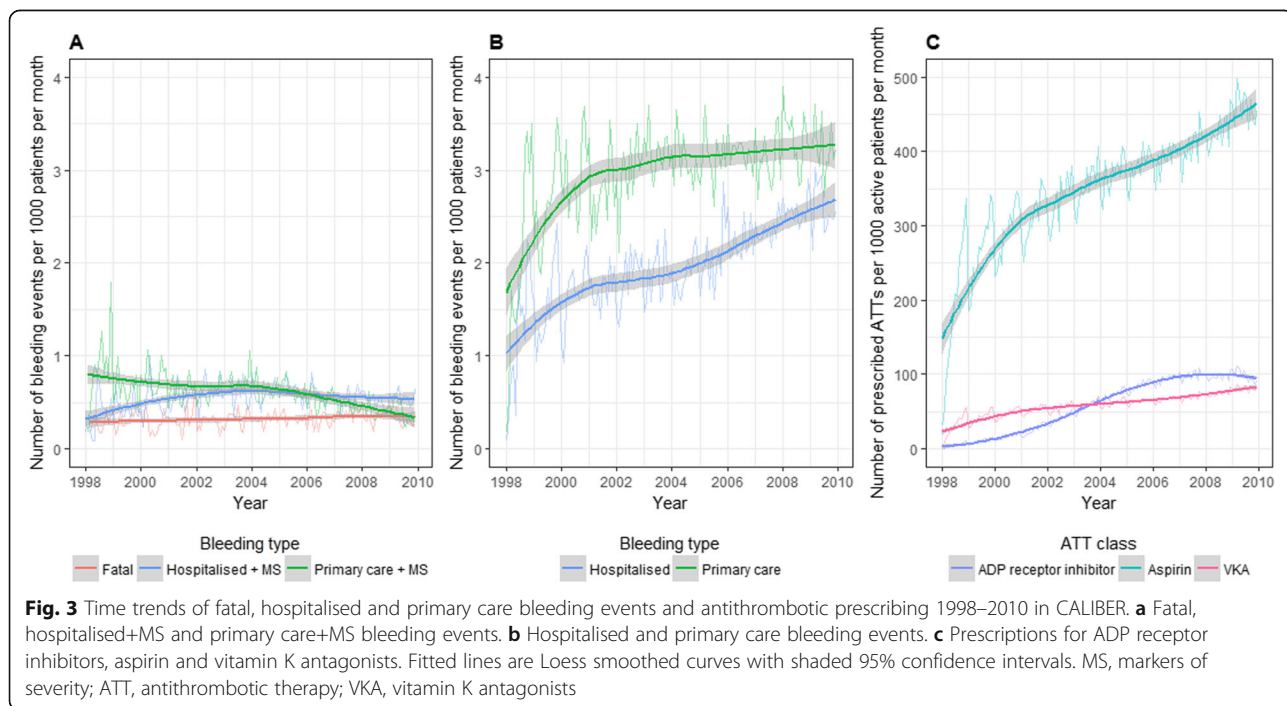 A
B
C
Number of bleeding events per 1000 patients per month
4
3
2
1
0
1998 2000 2002 2004 2006 2008 2010
Year
Number of bleeding events per 1000 patients per month
4
3
2
1
0
1998 2000 2002 2004 2006 2008 2010
Year
Number of prescribed ATTs per 1000 active patients per month
500
400
300
200
100
0
1998 2000 2002 2004 2006 2008 2010
Year
Bleeding type
Fatal Hospitalised + MS Primary care + MS
Bleeding type
Hospitalised Primary care
ATT class
ADP receptor inhibitor Aspirin VKA
Fig. 3 Time trends of fatal, hospitalised and primary care bleeding events and antithrombotic prescribing 1998–2010 in CALIBER. a Fatal,
hospitalised+MS and primary care+MS bleeding events. b Hospitalised and primary care bleeding events. c Prescriptions for ADP receptor
inhibitors, aspirin and vitamin K antagonists. Fitted lines are Loess smoothed curves with shaded 95% confidence intervals. MS, markers of
severity; ATT, antithrombotic therapy; VKA, vitamin K antagonists